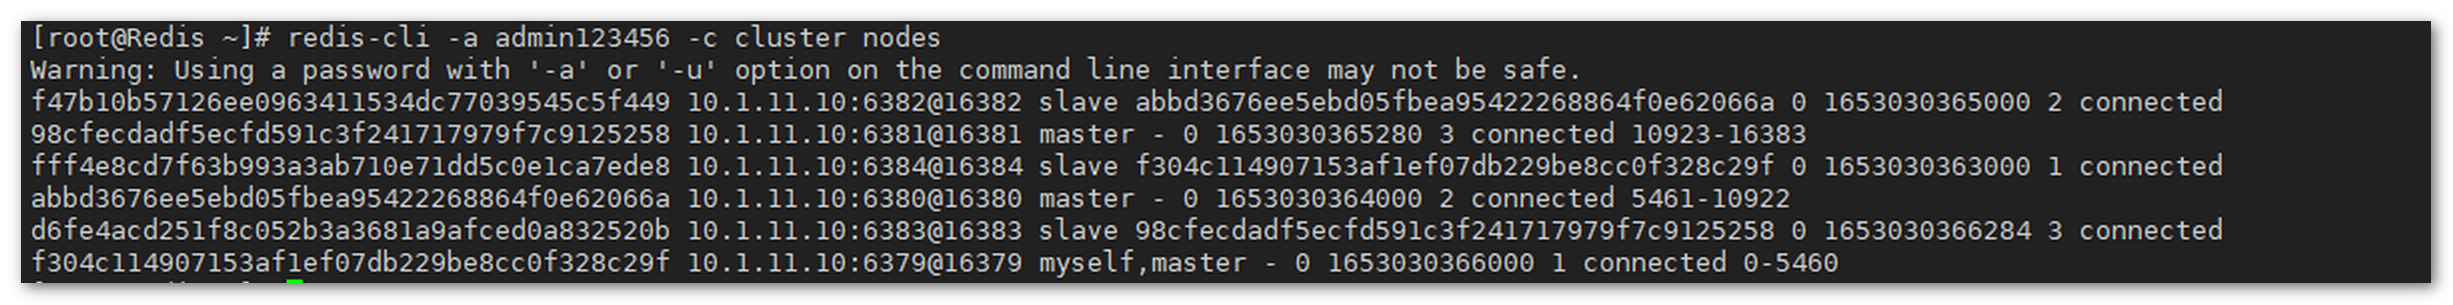 [root@Redis ~]# redis-cli -a admin123456 -c cluster nodes
Warning: Using a password with '-a' or '-u' option on the command line interface may not be safe.
f47b10b57126ee0963411534dc77039545c5f449 10.1.11.10:6382@16382 slave abbd3676ee5ebd05fbea95422268864f0e62066a 0 1653030365000 2 connected
98cfecdadf5ecfd591c3f241717979f7c9125258 10.1.11.10:6381@16381 master - 0 1653030365280 3 connected 10923-16383
fff4e8cd7f63b993a3ab710e71dd5c0e1ca7ede8 10.1.11.10:6384@16384 slave f304c114907153af1ef07db229be8cc0f328c29f 0 1653030363000 1 connected
abbd3676ee5ebd05fbea95422268864f0e62066a 10.1.11.10:6380@16380 master - 0 1653030364000 2 connected 5461-10922
d6fe4acd251f8c052b3a3681a9afced0a832520b 10.1.11.10:6383@16383 slave 98cfecdadf5ecfd591c3f241717979f7c9125258 0 1653030366284 3 connected
f304c114907153af1ef07db229be8cc0f328c29f 10.1.11.10:6379@16379 myself,master - 0 1653030366000 1 connected 0-5460